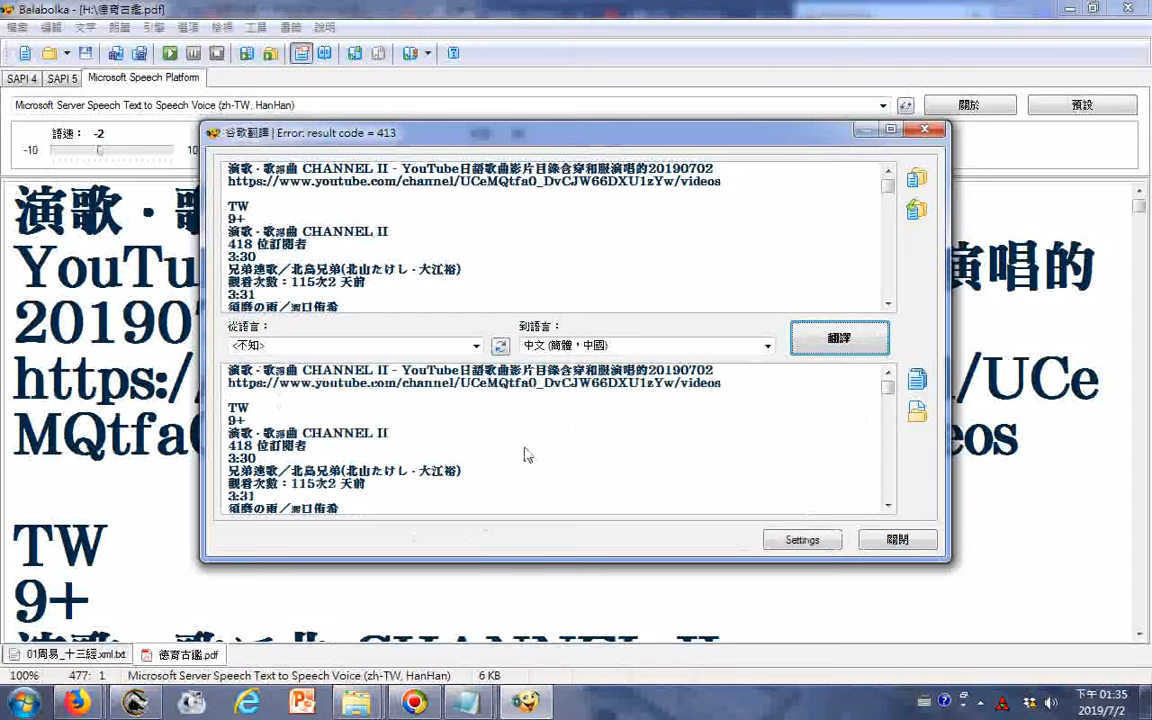 Balabolka - [H:\德育古鑑.pdf]
檔案 編輯 文字 朗讀 引擎 選項 檢視 工具 書籤 說明
SAPI 4 SAPI 5 Microsoft Speech Platform
Microsoft Server Speech Text to Speech Voice (zh-TW, HanHan)
關於 預設
語速： -2
-10 10
谷歌翻譯 | Error: result code = 413
演歌·歌謡曲 CHANNEL II - YouTube日語歌曲影片目錄含穿和服演唱的20190702
https://www.youtube.com/channel/UCeMQtfa0_DvCJW66DXU1zYw/videos
TW
9+
演歌·歌謡曲 CHANNEL II
418 位訂閱者
3:30
兄弟連歌／北島兄弟(北山たけし·大江裕)
觀看次數：115次2 天前
3:31
須磨の雨／瀬口侑希
從語言：
<不知>
到語言：
中文 (簡體，中國)
翻譯
演歌·歌謡曲 CHANNEL II - YouTube日語歌曲影片目錄含穿和服演唱的20190702
https://www.youtube.com/channel/UCeMQtfa0_DvCJW66DXU1zYw/videos
TW
9+
演歌·歌謡曲 CHANNEL II
418 位訂閱者
3:30
兄弟連歌／北島兄弟(北山たけし·大江裕)
觀看次數：115次2 天前
3:31
須磨の雨／瀬口侑希
Settings 關閉
演歌·歌
YouTu 演唱的
20190
https:/ /UCe
MQtfa0 eos
TW
9+
01周易_十三經.xml.txt 德育古鑑.pdf
100% 477: 1 Microsoft Server Speech Text to Speech Voice (zh-TW, HanHan) 6 KB
下午 01:35
2019/7/2